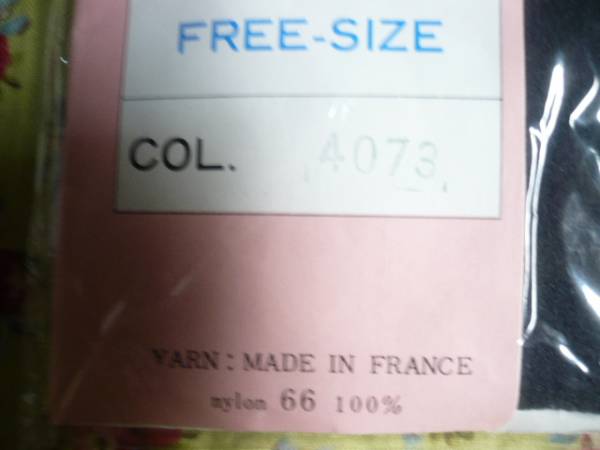 FREE-SIZE
COL. 4073
YARN: MADE IN FRANCE
nylon 66 100%